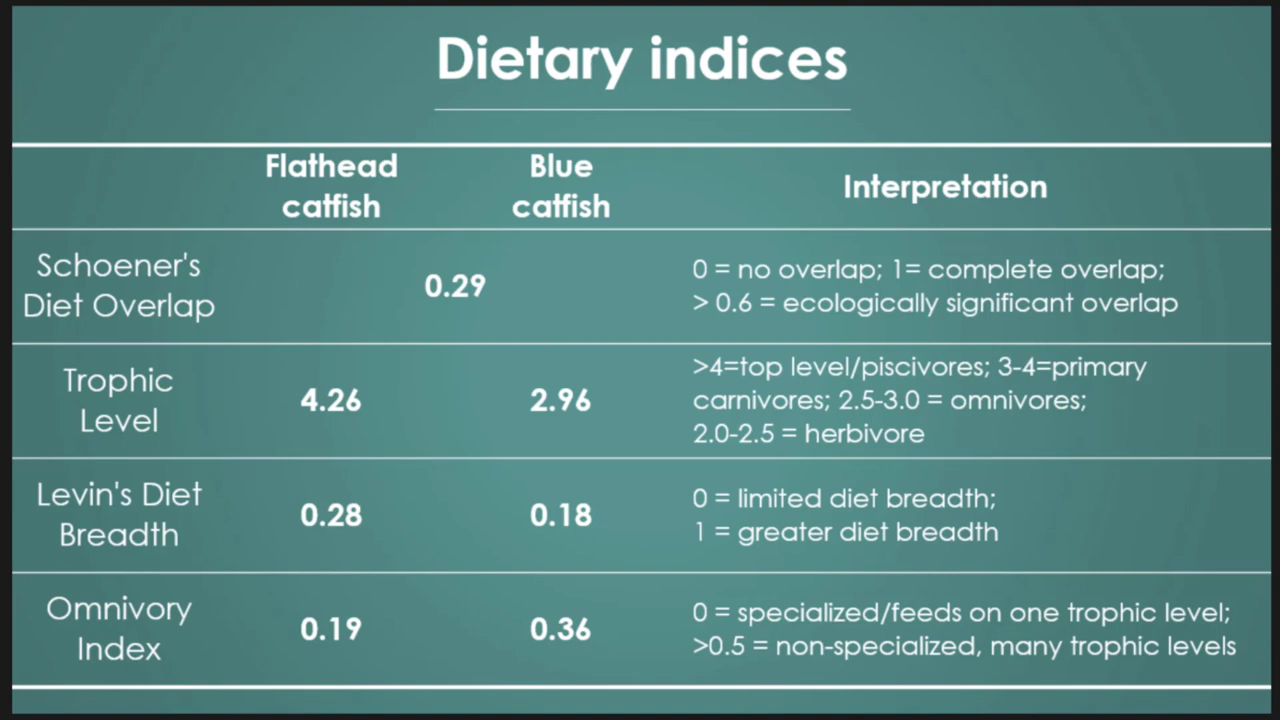 Dietary indices
Flathead
catfish
Blue
catfish
Interpretation
Schoener's
Diet Overlap
0.29
0 = no overlap; 1= complete overlap;
> 0.6 = ecologically significant overlap
Trophic
Level
4.26
2.96
>4=top level/piscivores; 3-4=primary
carnivores; 2.5-3.0 = omnivores;
2.0-2.5 = herbivore
Levin's Diet
Breadth
0.28
0.18
0 = limited diet breadth;
1 = greater diet breadth
Omnivory
Index
0.19
0.36
0 = specialized/feeds on one trophic level;
>0.5 = non-specialized, many trophic levels